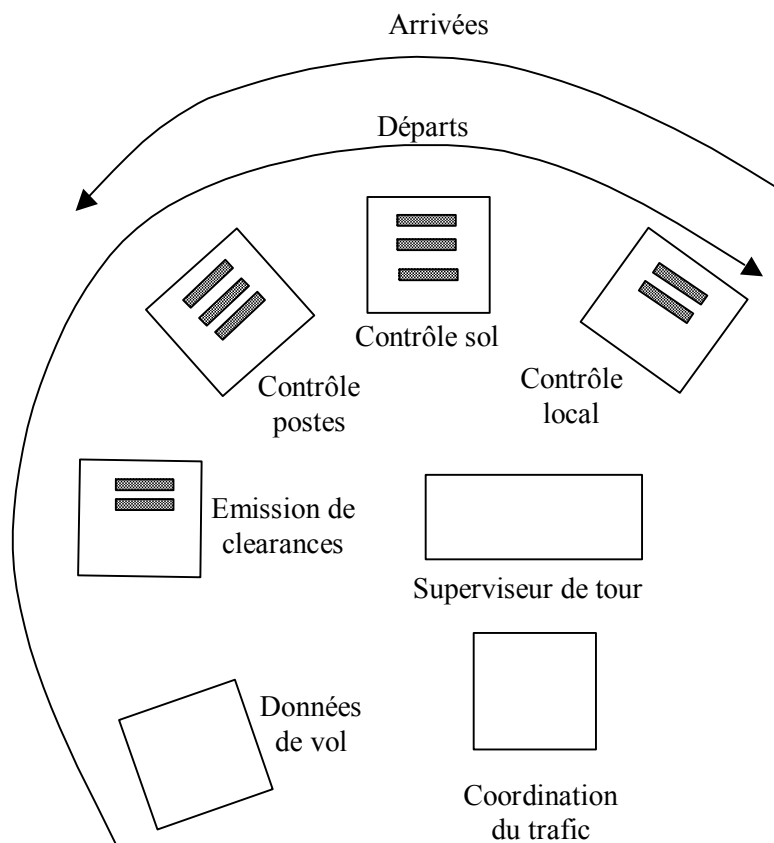 Arrivées
Départs
Contrôle sol
Contrôle
postes
Contrôle
local
Emission de
clearances
Superviseur de tour
Données
de vol
Coordination
du trafic